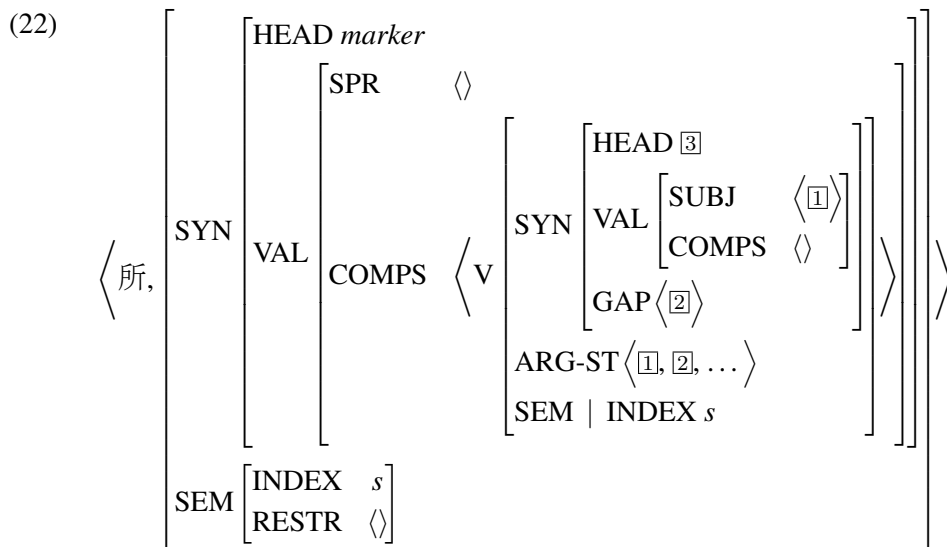 (22)
HEAD marker
SPR ⟨⟩
HEAD 3
SUBJ ⟨1⟩
SYN VAL
COMPS ⟨⟩
⟨所, SYN VAL COMPS ⟨V
GAP⟨2⟩ ⟩ ⟩
ARG-ST⟨1, 2, …⟩
SEM | INDEX s
INDEX s
SEM
RESTR ⟨⟩